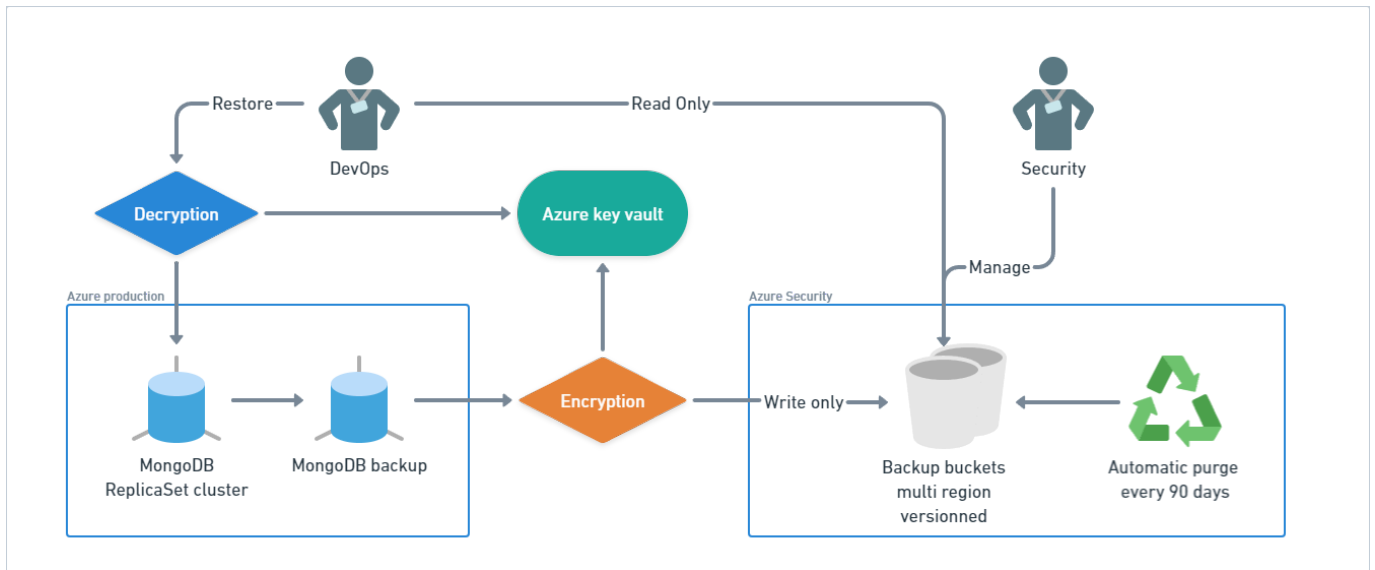 Restore
Read Only
DevOps
Security
Decryption
Azure key vault
Manage
Azure production
Azure Security
Encryption
Write only
MongoDB
ReplicaSet cluster
MongoDB backup
Backup buckets
multi region
versionned
Automatic purge
every 90 days